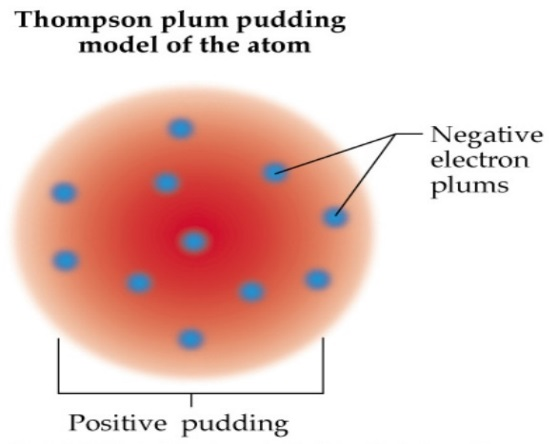 Thompson plum pudding
model of the atom
Negative
electron
plums
Positive pudding